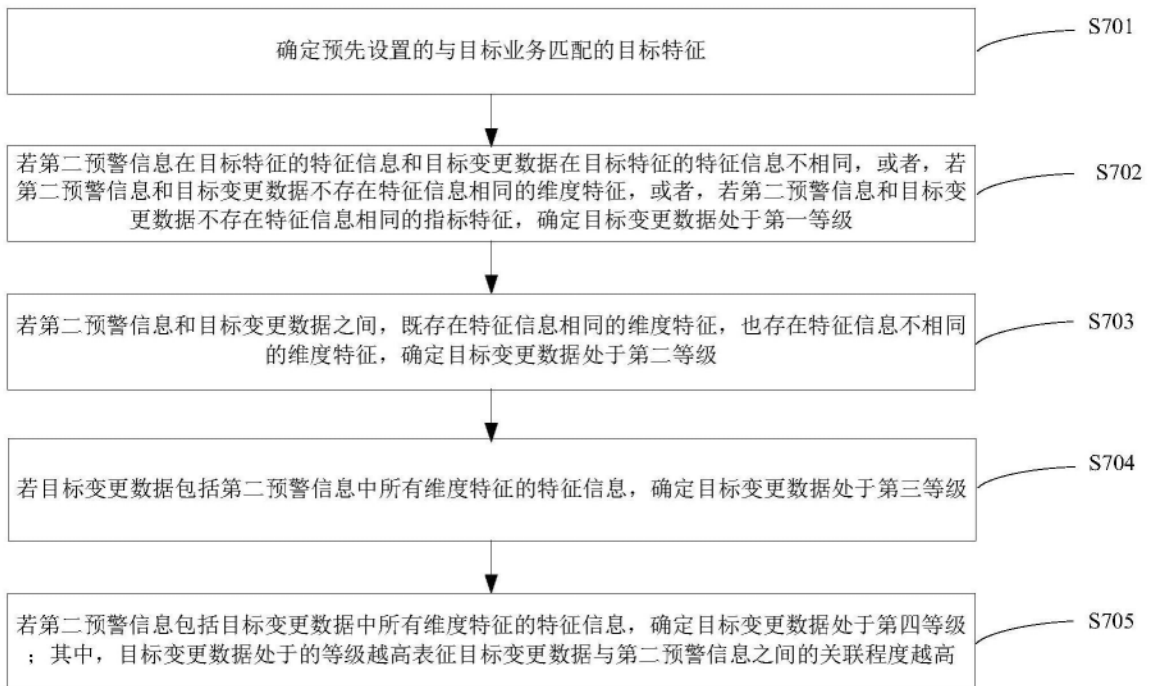 确定预先设置的与目标业务匹配的目标特征
S701
若第二预警信息在目标特征的特征信息和目标变更数据在目标特征的特征信息不相同，或者，若
第二预警信息和目标变更数据不存在特征信息相同的维度特征，或者，若第二预警信息和目标变
更数据不存在特征信息相同的指标特征，确定目标变更数据处于第一等级
S702
若第二预警信息和目标变更数据之间，既存在特征信息相同的维度特征，也存在特征信息不相同
的维度特征，确定目标变更数据处于第二等级
S703
若目标变更数据包括第二预警信息中所有维度特征的特征信息，确定目标变更数据处于第三等级
S704
若第二预警信息包括目标变更数据中所有维度特征的特征信息，确定目标变更数据处于第四等级
；其中，目标变更数据处于的等级越高表征目标变更数据与第二预警信息之间的关联程度越高
S705